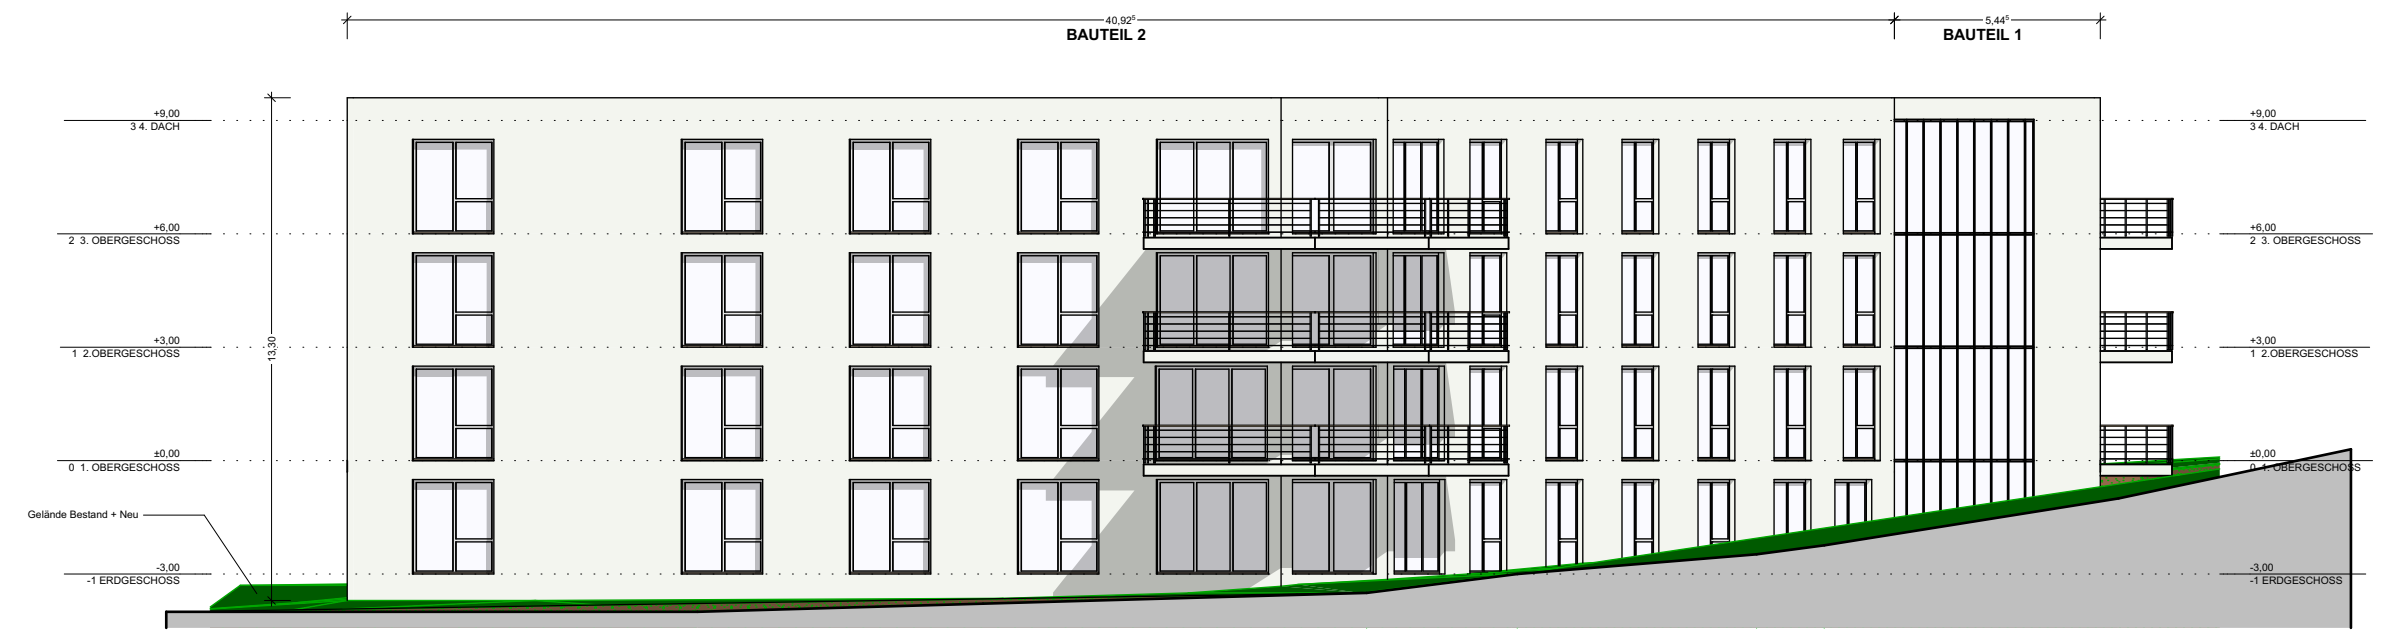 40,92⁵
5,44⁵
BAUTEIL 2
BAUTEIL 1
+9,00
3 4. DACH
+9,00
3 4. DACH
+6,00
2 3. OBERGESCHOSS
+6,00
2 3. OBERGESCHOSS
13,30
+3,00
1 2.OBERGESCHOSS
+3,00
1 2.OBERGESCHOSS
±0,00
0 1. OBERGESCHOSS
±0,00
0 1. OBERGESCHOSS
Gelände Bestand + Neu
-3,00
-1 ERDGESCHOSS
-3,00
-1 ERDGESCHOSS